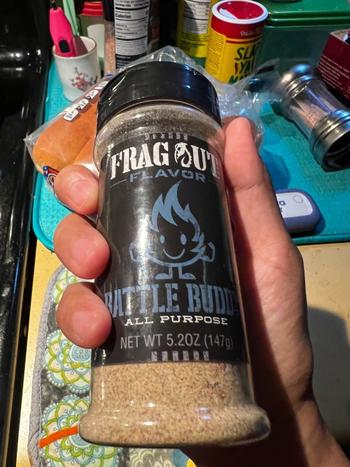 FRAG OUT
FLAVOR
BATTLE BUDDY
ALL PURPOSE
NET WT 5.2OZ (147g)